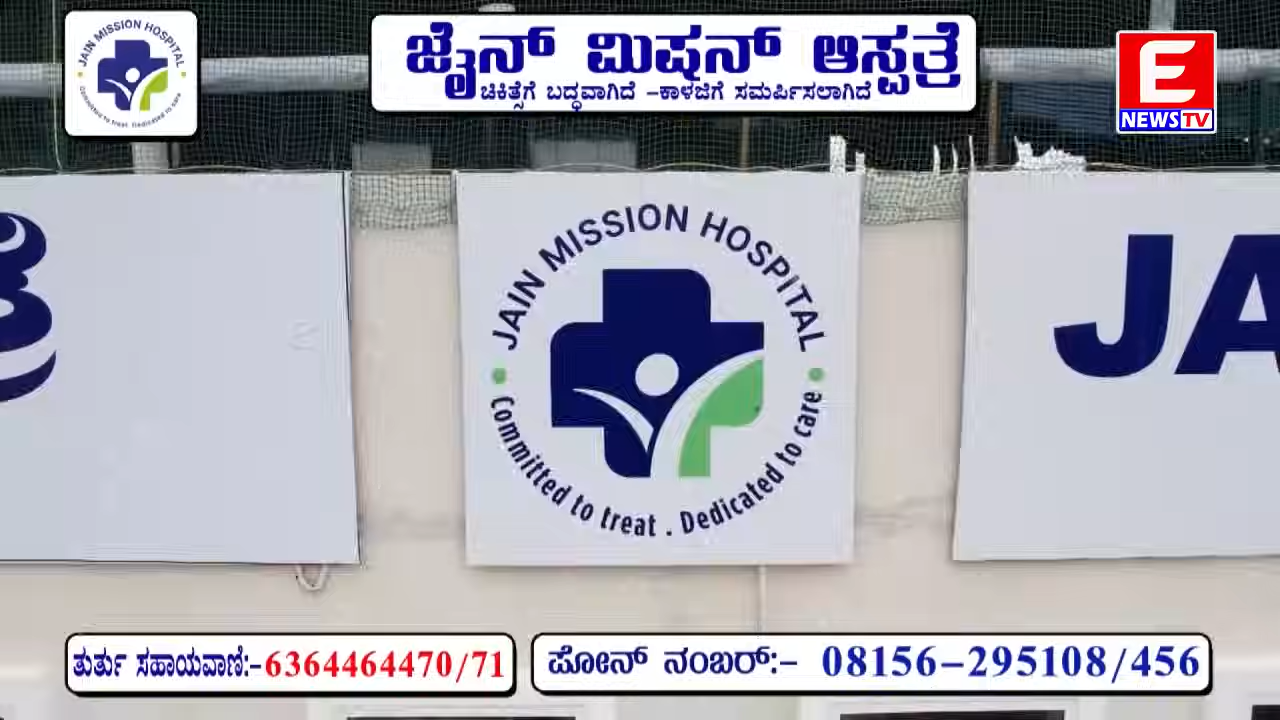 JAIN MISSION HOSPITAL
Committed to treat. Dedicated to care
ಜೈನ್ ಮಿಷನ್ ಆಸ್ಪತ್ರೆ
ಚಿಕಿತ್ಸೆಗೆ ಬದ್ಧವಾಗಿದೆ -ಕಾಳಜಿಗೆ ಸಮರ್ಪಿಸಲಾಗಿದೆ
E
NEWSTV
JAIN MISSION HOSPITAL
Committed to treat . Dedicated to care
JA
ತುರ್ತು ಸಹಾಯವಾಣಿ:-6364464470/71
ಫೋನ್ ನಂಬರ್:- 08156-295108/456